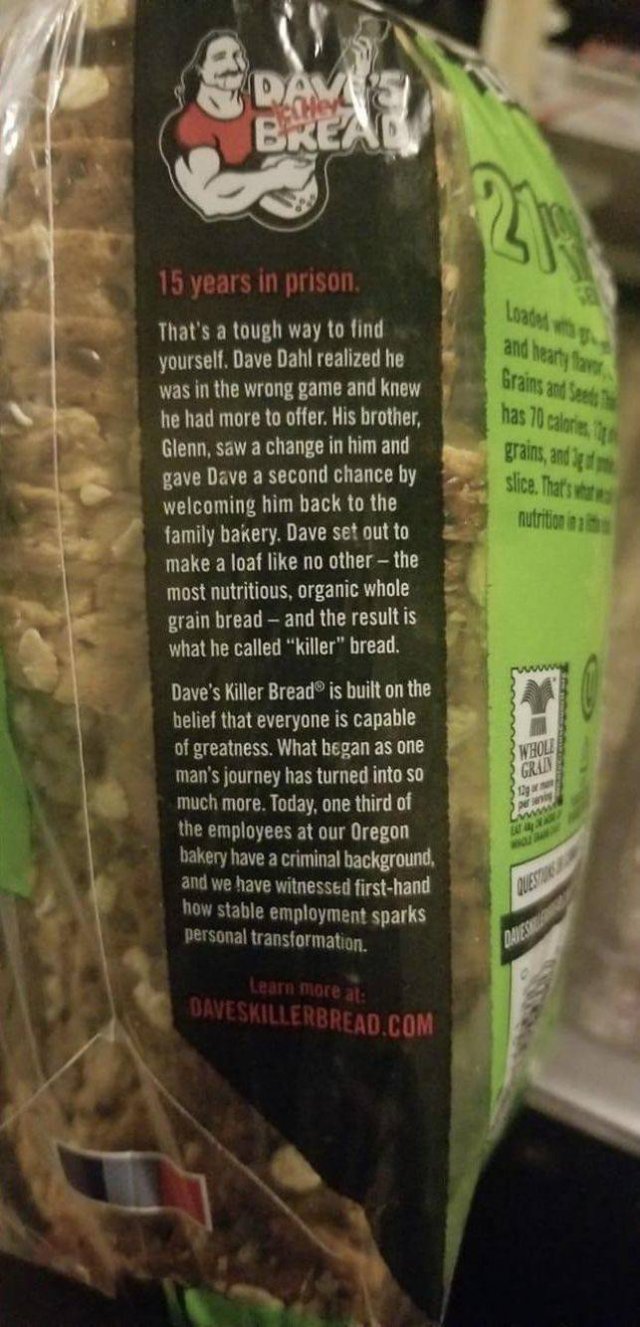 DAVE'S
Killer
BREAD
15 years in prison.
That's a tough way to find
yourself. Dave Dahl realized he
was in the wrong game and knew
he had more to offer. His brother,
Glenn, saw a change in him and
gave Dave a second chance by
welcoming him back to the
family bakery. Dave set out to
make a loaf like no other – the
most nutritious, organic whole
grain bread – and the result is
what he called “killer” bread.
Dave's Killer Bread® is built on the
belief that everyone is capable
of greatness. What began as one
man's journey has turned into so
much more. Today, one third of
the employees at our Oregon
bakery have a criminal background,
and we have witnessed first-hand
how stable employment sparks
personal transformation.
Learn more at:
DAVESKILLERBREAD.COM
21
Loaded with
and hearty flavor,
Grains and Seeds
has 70 calories,
grains, and
slice. That's what
nutrition in a
WHOLE
GRAIN
12g or more
per serving
QUESTIONS